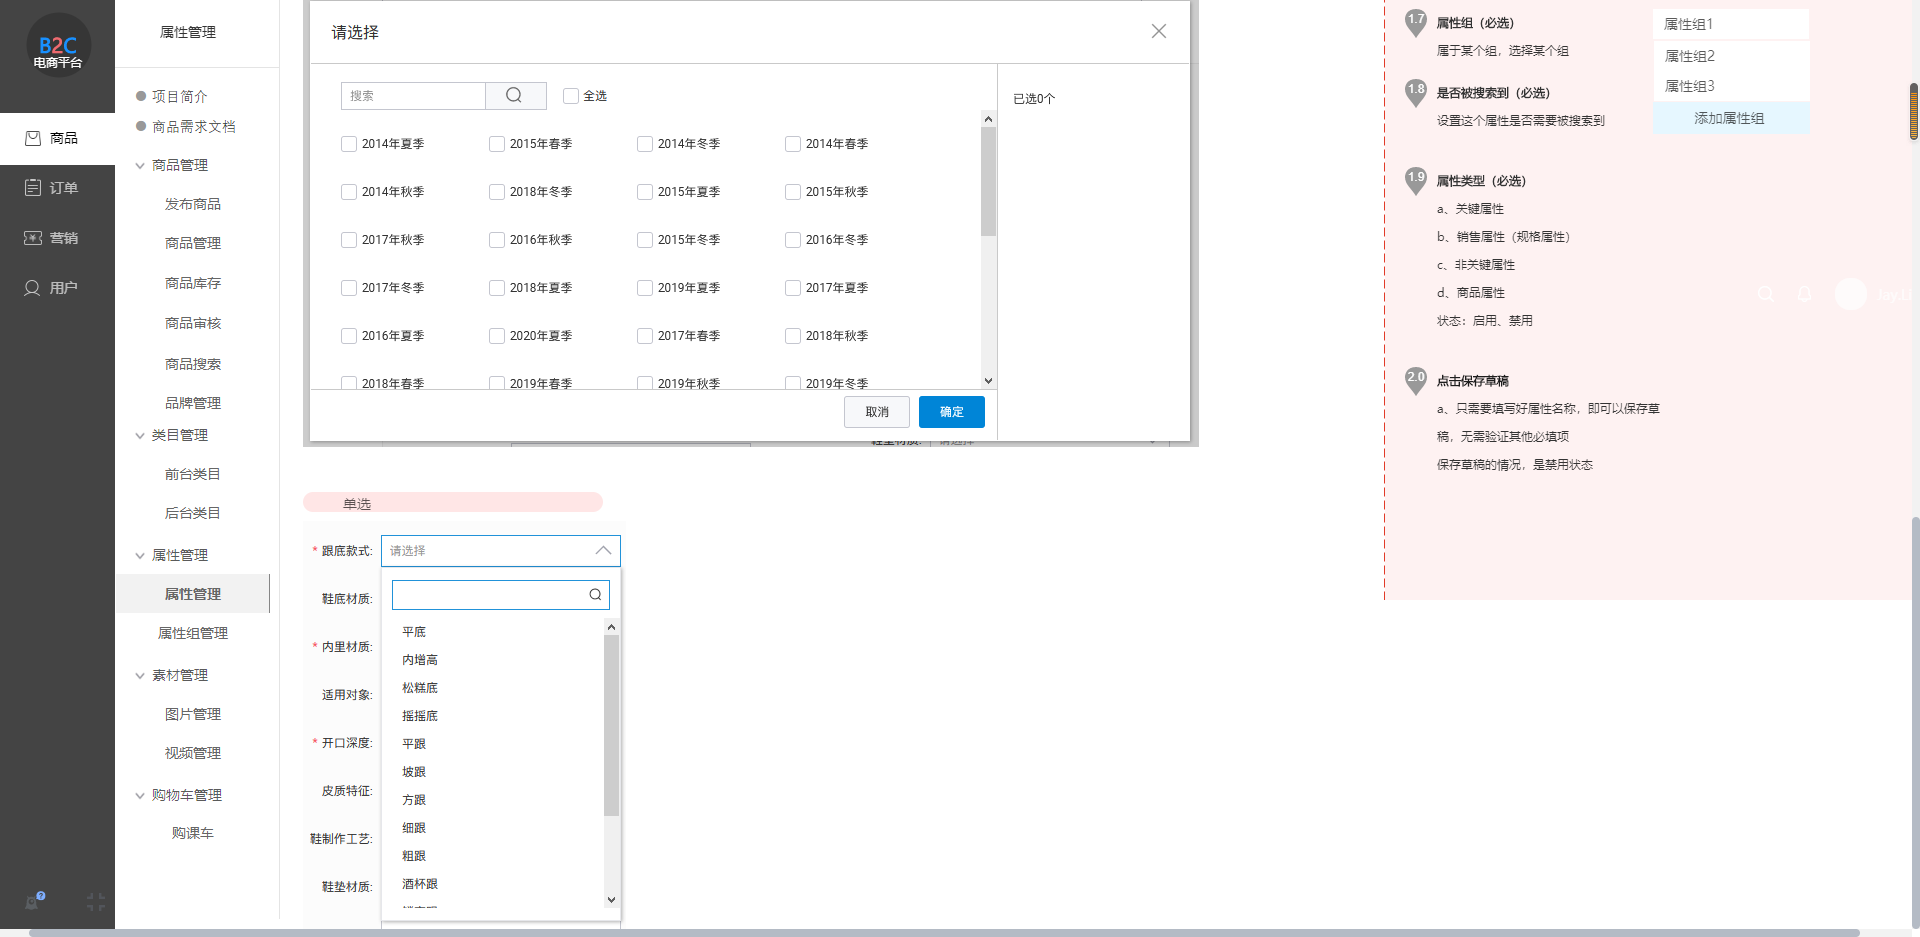 B2C
电商平台
商品
订单
营销
用户
属性管理
项目简介
商品需求文档
商品管理
发布商品
商品管理
商品库存
商品审核
商品搜索
品牌管理
类目管理
前台类目
后台类目
属性管理
属性管理
属性组管理
素材管理
图片管理
视频管理
购物车管理
购课车
请选择
搜索
全选
已选0个
2014年夏季 2015年春季 2014年冬季 2014年春季
2014年秋季 2018年冬季 2015年夏季 2015年秋季
2017年秋季 2016年秋季 2015年冬季 2016年冬季
2017年冬季 2018年夏季 2019年夏季 2017年夏季
2016年夏季 2020年夏季 2017年春季 2018年秋季
2018年春季 2019年春季 2019年秋季 2019年冬季
取消 确定
单选
* 跟底款式: 请选择
鞋底材质:
* 内里材质:
适用对象:
* 开口深度:
皮质特征:
鞋制作工艺:
鞋垫材质:
平底
内增高
松糕底
摇摇底
平跟
坡跟
方跟
细跟
粗跟
酒杯跟
1.7 属性组（必选）
属于某个组，选择某个组
属性组1
属性组2
属性组3
添加属性组
1.8 是否被搜索到（必选）
设置这个属性是否需要被搜索到
1.9 属性类型（必选）
a、关键属性
b、销售属性（规格属性）
c、非关键属性
d、商品属性
状态：启用、禁用
2.0 点击保存草稿
a、只需要填写好属性名称，即可以保存草
稿，无需验证其他必填项
保存草稿的情况，是禁用状态